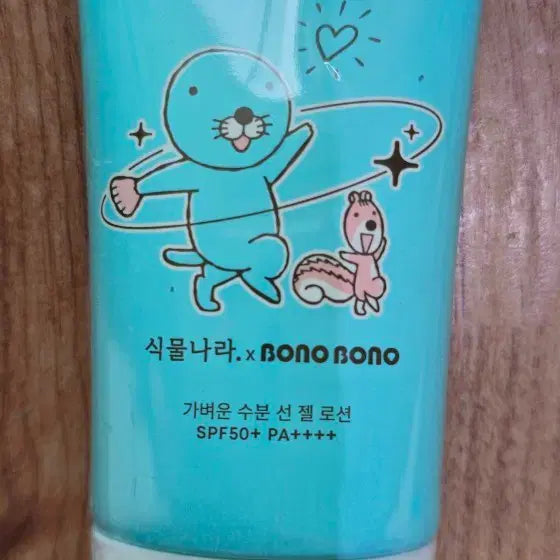 식물나라. x BONO BONO
가벼운 수분 선 젤 로션
SPF50+ PA++++